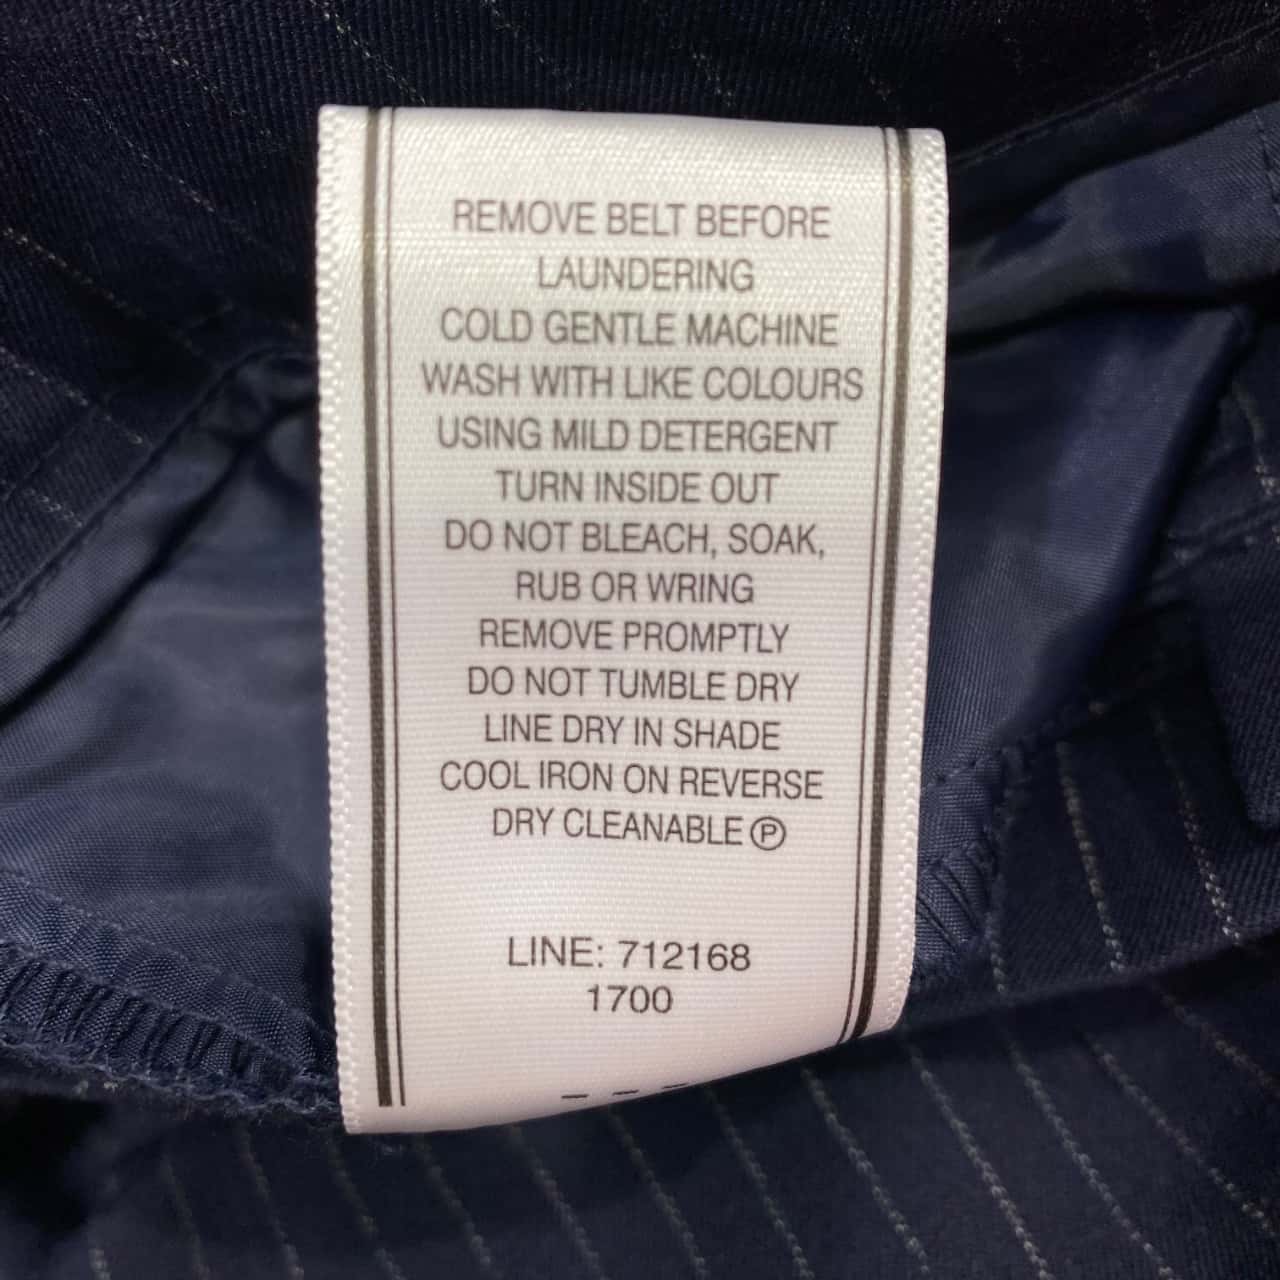 REMOVE BELT BEFORE
LAUNDERING
COLD GENTLE MACHINE
WASH WITH LIKE COLOURS
USING MILD DETERGENT
TURN INSIDE OUT
DO NOT BLEACH, SOAK,
RUB OR WRING
REMOVE PROMPTLY
DO NOT TUMBLE DRY
LINE DRY IN SHADE
COOL IRON ON REVERSE
DRY CLEANABLE Ⓟ
LINE: 712168
1700